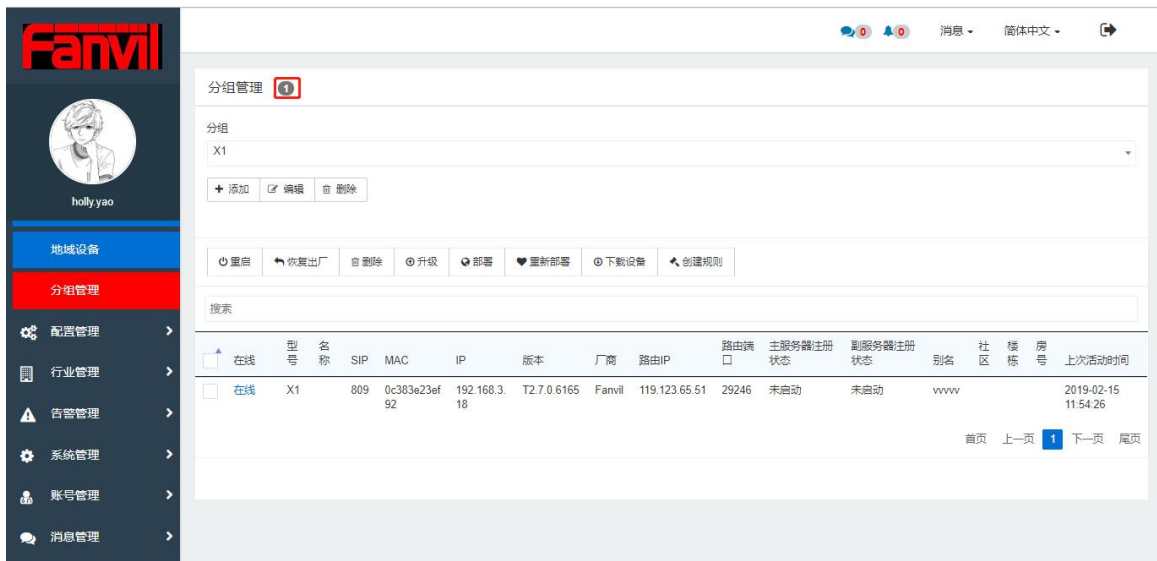 Fanvil
0 0 消息 简体中文
holly.yao
地域设备
分组管理
配置管理
行业管理
告警管理
系统管理
账号管理
消息管理
分组管理 1
分组
X1
添加 编辑 删除
重启 恢复出厂 删除 升级 部署 重新部署 下载设备 创建规则
搜索
在线 型号 名称 SIP MAC IP 版本 厂商 路由IP 路由端口 主服务器注册状态 副服务器注册状态 别名 社区 楼栋 房号 上次活动时间
在线 X1 809 0c383e23ef92 192.168.3.18 T2.7.0.6165 Fanvil 119.123.65.51 29246 未启动 未启动 vvvvv 2019-02-15 11:54:26
首页 上一页 1 下一页 尾页